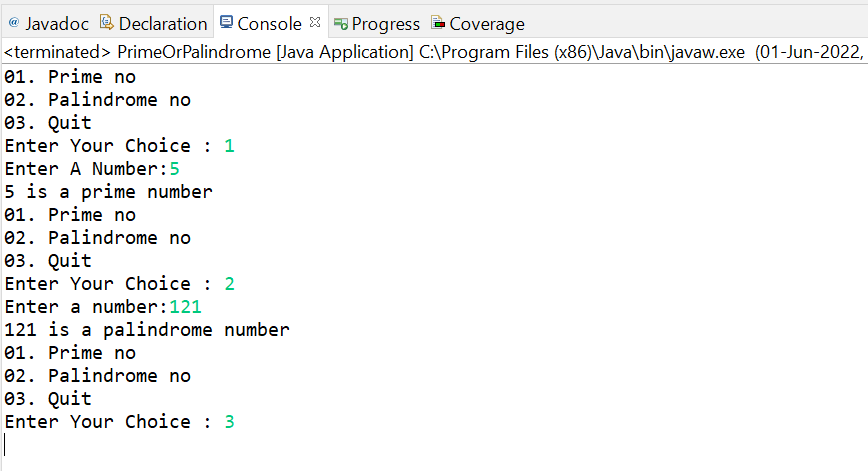 @ Javadoc Declaration Console Progress Coverage
<terminated> PrimeOrPalindrome [Java Application] C:\Program Files (x86)\Java\bin\javaw.exe (01-Jun-2022,
01. Prime no
02. Palindrome no
03. Quit
Enter Your Choice : 1
Enter A Number:5
5 is a prime number
01. Prime no
02. Palindrome no
03. Quit
Enter Your Choice : 2
Enter a number:121
121 is a palindrome number
01. Prime no
02. Palindrome no
03. Quit
Enter Your Choice : 3